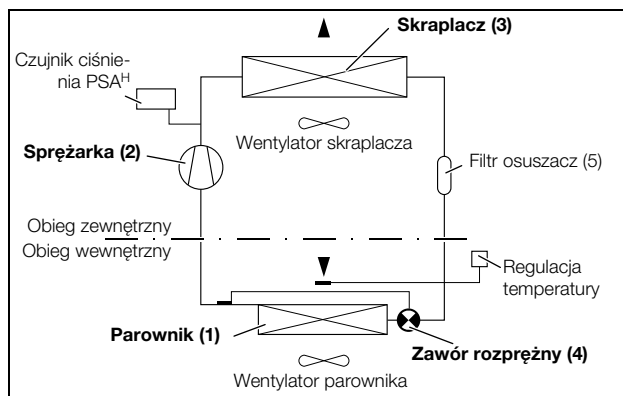 Skraplacz (3)
Czujnik ciśnie-
nia PSAH
Wentylator skraplacza
Sprężarka (2)
Filtr osuszacz (5)
Obieg zewnętrzny
Obieg wewnętrzny
Regulacja
temperatury
Parownik (1)
Zawór rozprężny (4)
Wentylator parownika